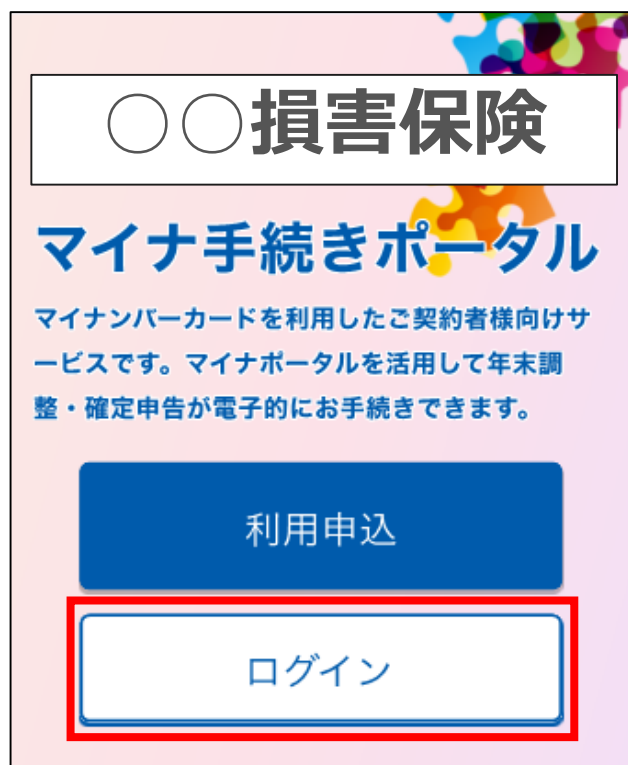 ○○損害保険
マイナ手続きポータル
マイナンバーカードを利用したご契約者様向けサ
ービスです。マイナポータルを活用して年末調
整・確定申告が電子的にお手続きできます。
利用申込
ログイン